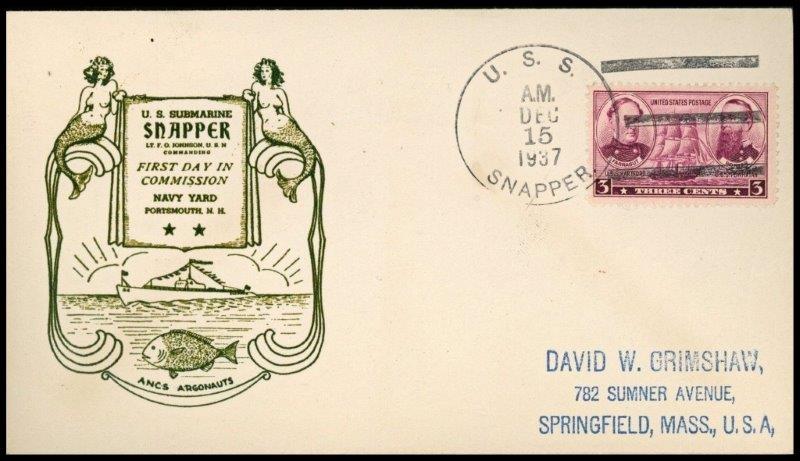 U. S. SUBMARINE
SNAPPER
LT. F. O. JOHNSON, U. S. N
COMMANDING
FIRST DAY IN
COMMISSION
NAVY YARD
PORTSMOUTH, N. H.
ANCS ARGONAUTS
U. S. S.
A.M.
DEC
15
1937
SNAPPER
UNITED STATES POSTAGE
FARRAGUT
3 THREE CENTS 3
DAVID W. GRIMSHAW,
782 SUMNER AVENUE,
SPRINGFIELD, MASS., U.S.A,